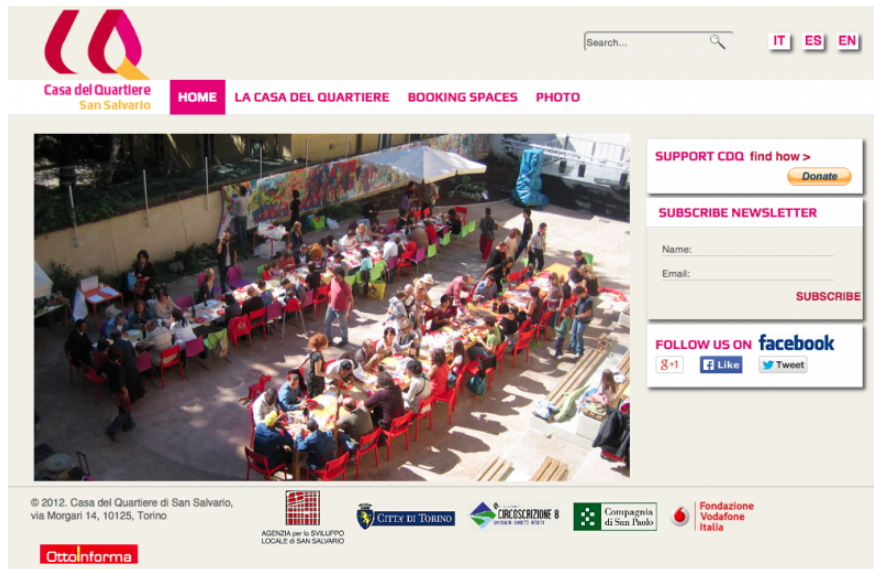 Search...
IT ES EN
Casa del Quartiere
San Salvario
HOME LA CASA DEL QUARTIERE BOOKING SPACES PHOTO
SUPPORT CDQ find how >
Donate
SUBSCRIBE NEWSLETTER
Name:
Email:
SUBSCRIBE
FOLLOW US ON facebook
g+1 Like Tweet
© 2012. Casa del Quartiere di San Salvario,
via Morgari 14, 10125, Torino
AGENZIA per lo SVILUPPO
LOCALE di SAN SALVARIO
CITTA' DI TORINO
CIRCOSCRIZIONE 8
Compagnia
di San Paolo
Fondazione
Vodafone
Italia
OttoInforma